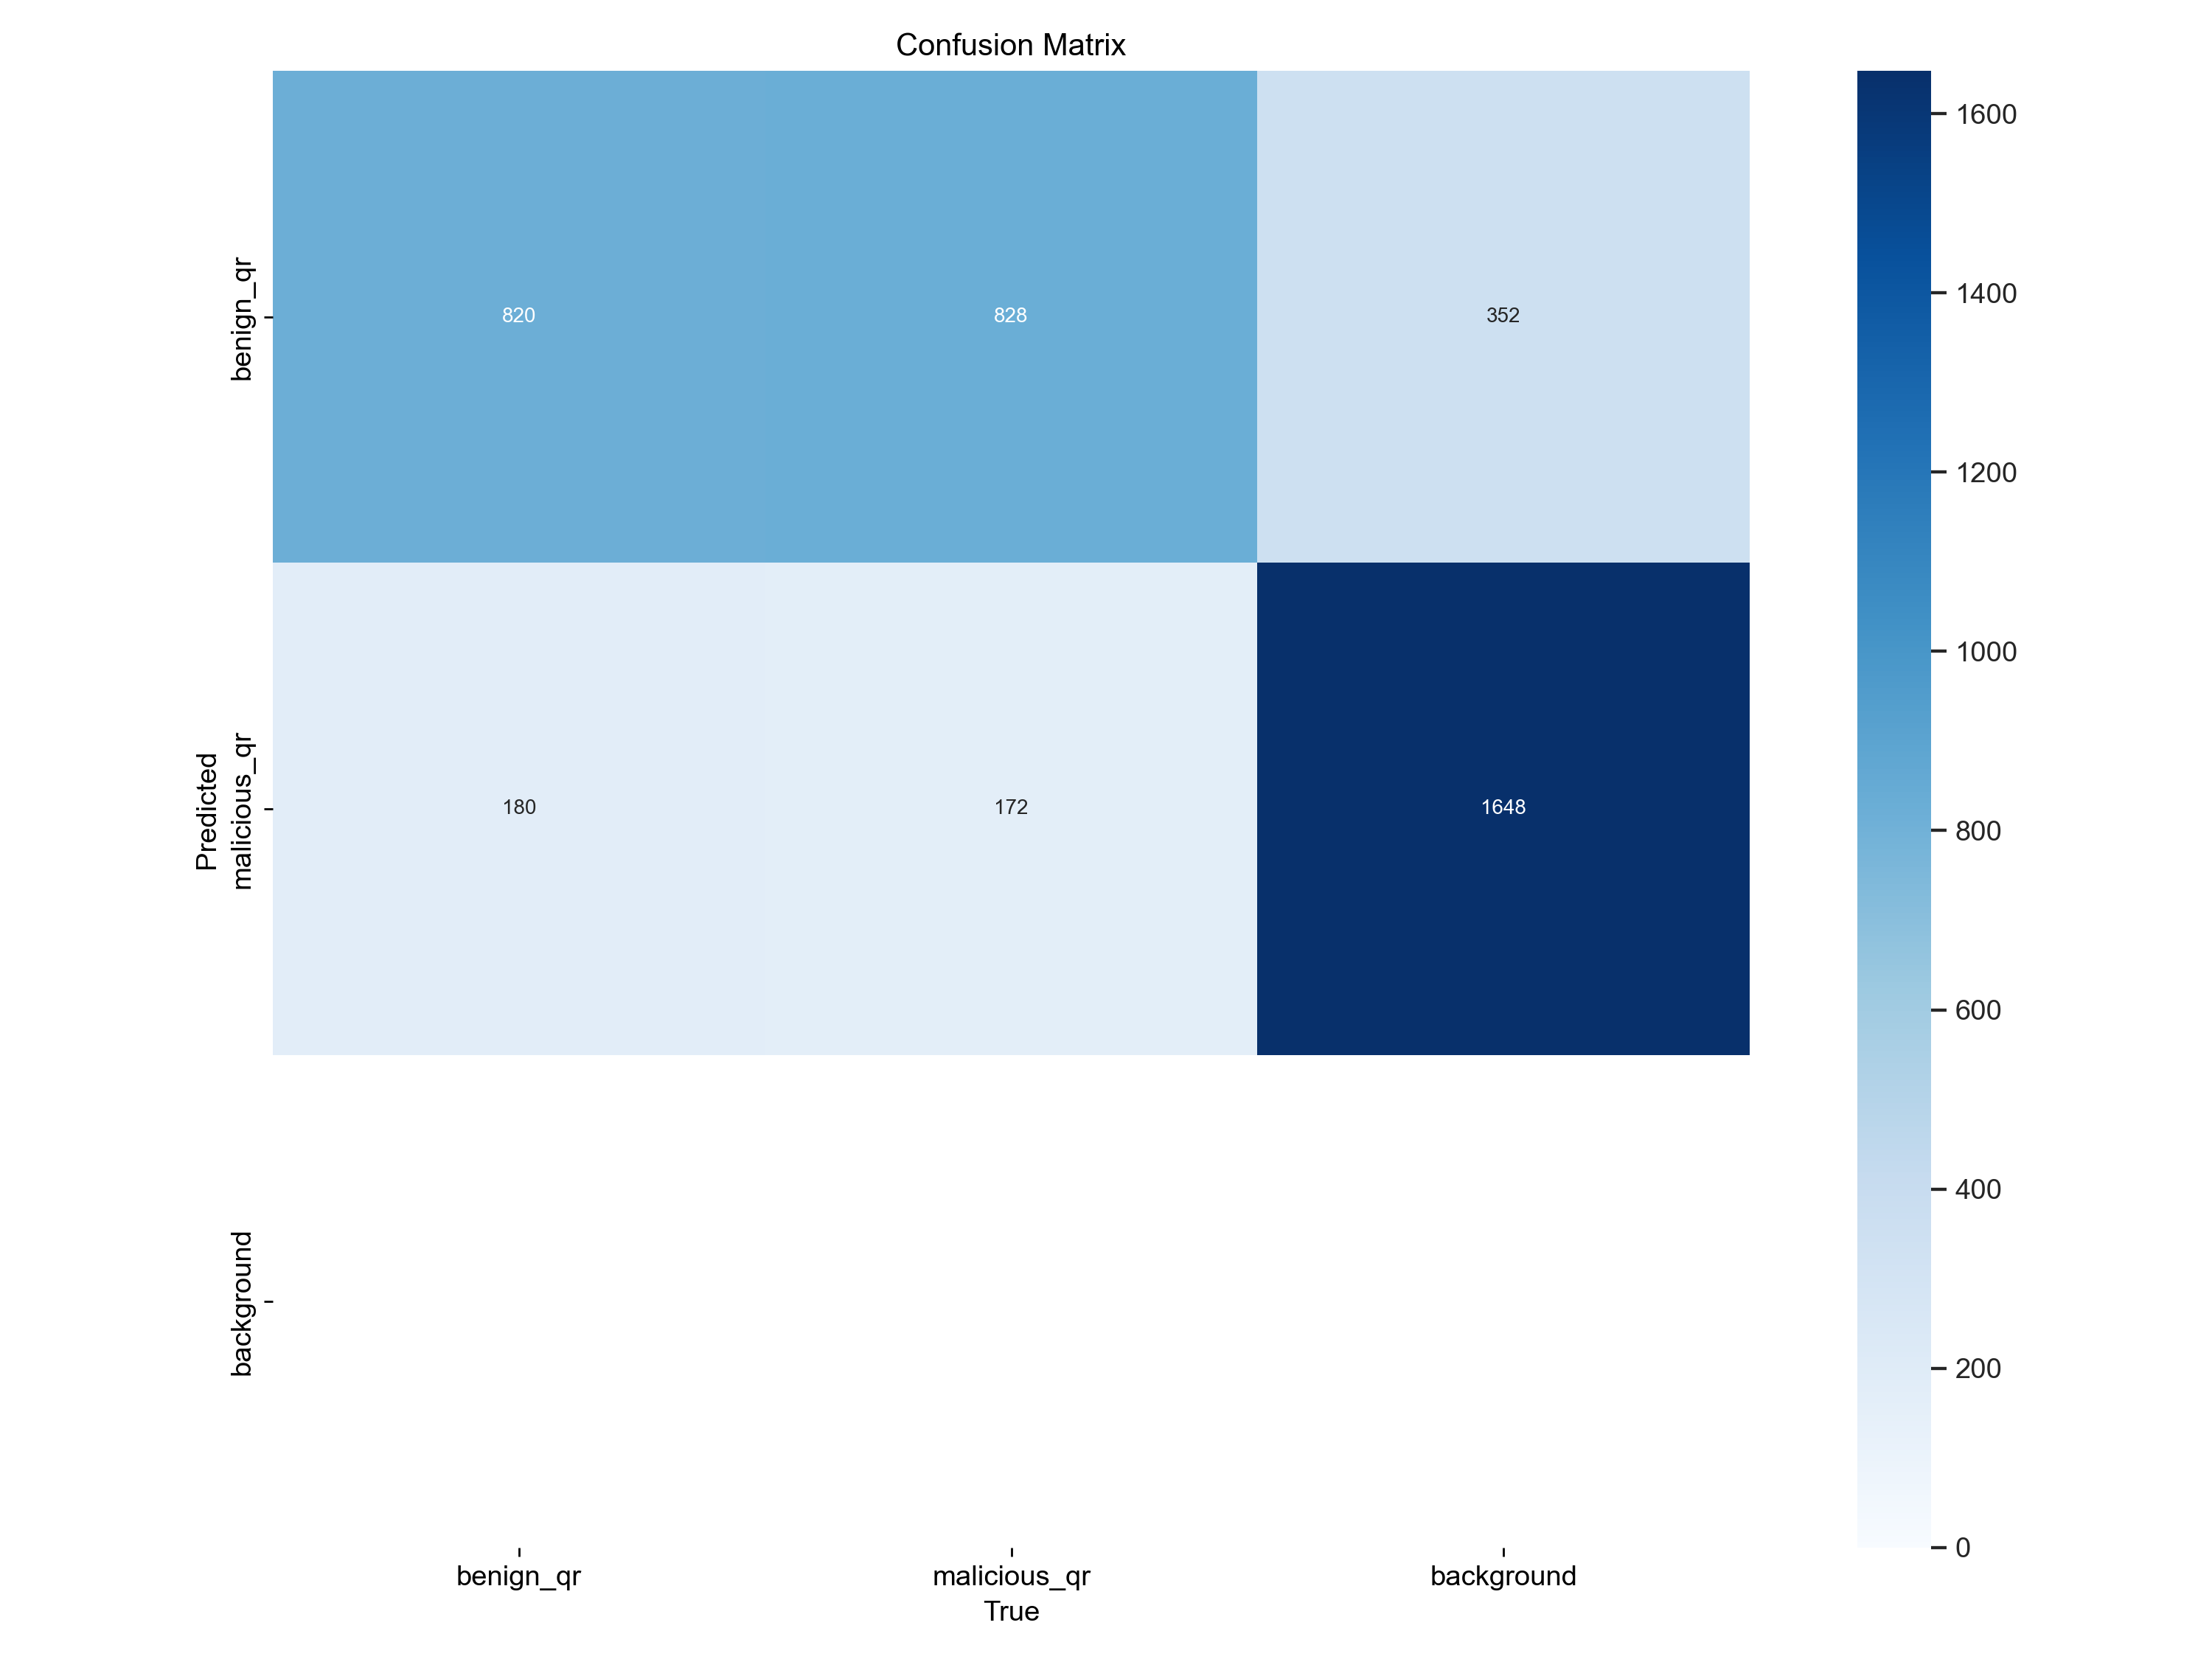 Confusion Matrix
benign_qr
820
828
352
1600
1400
1200
1000
800
600
400
200
0
Predicted
malicious_qr
180
172
1648
background
benign_qr
malicious_qr
background
True